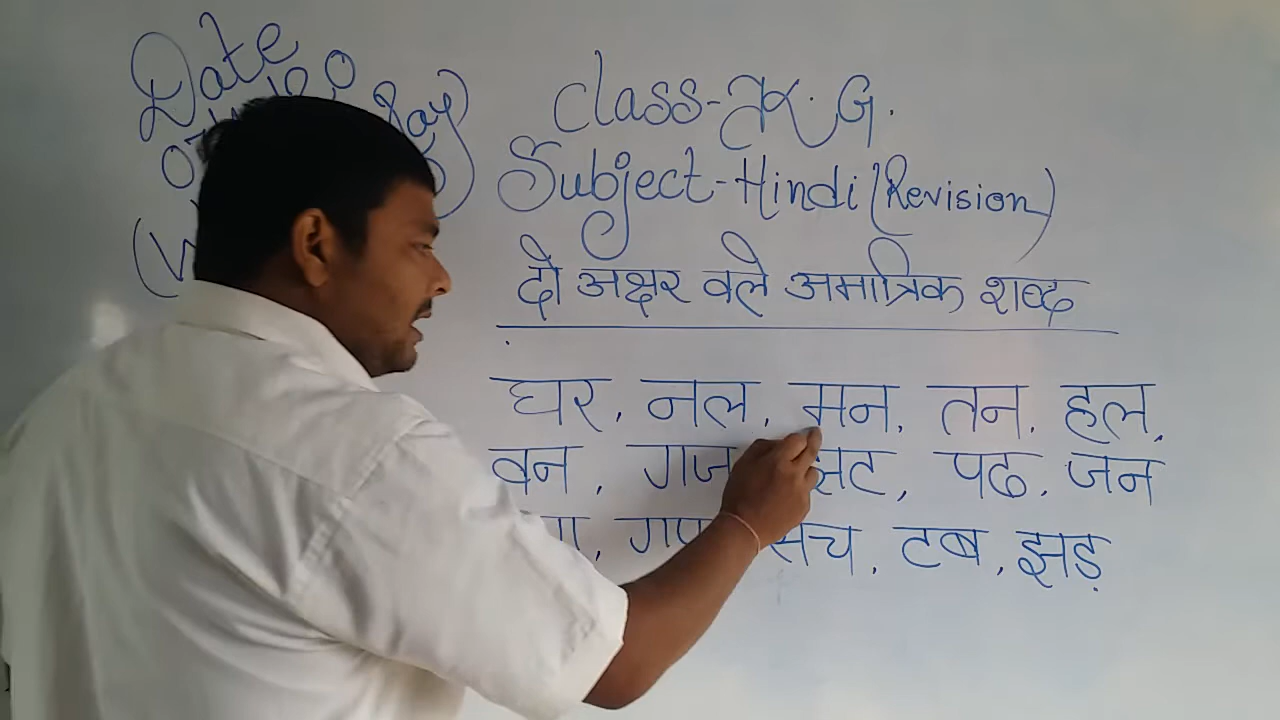 Date
Class-U.K.G.
Subject-Hindi (Revision)
दो अक्षर वले अमात्रिक शब्द
घर, नल, मन, तन, हल,
वन, गज सट, पढ, जन
सच, टब, झड़